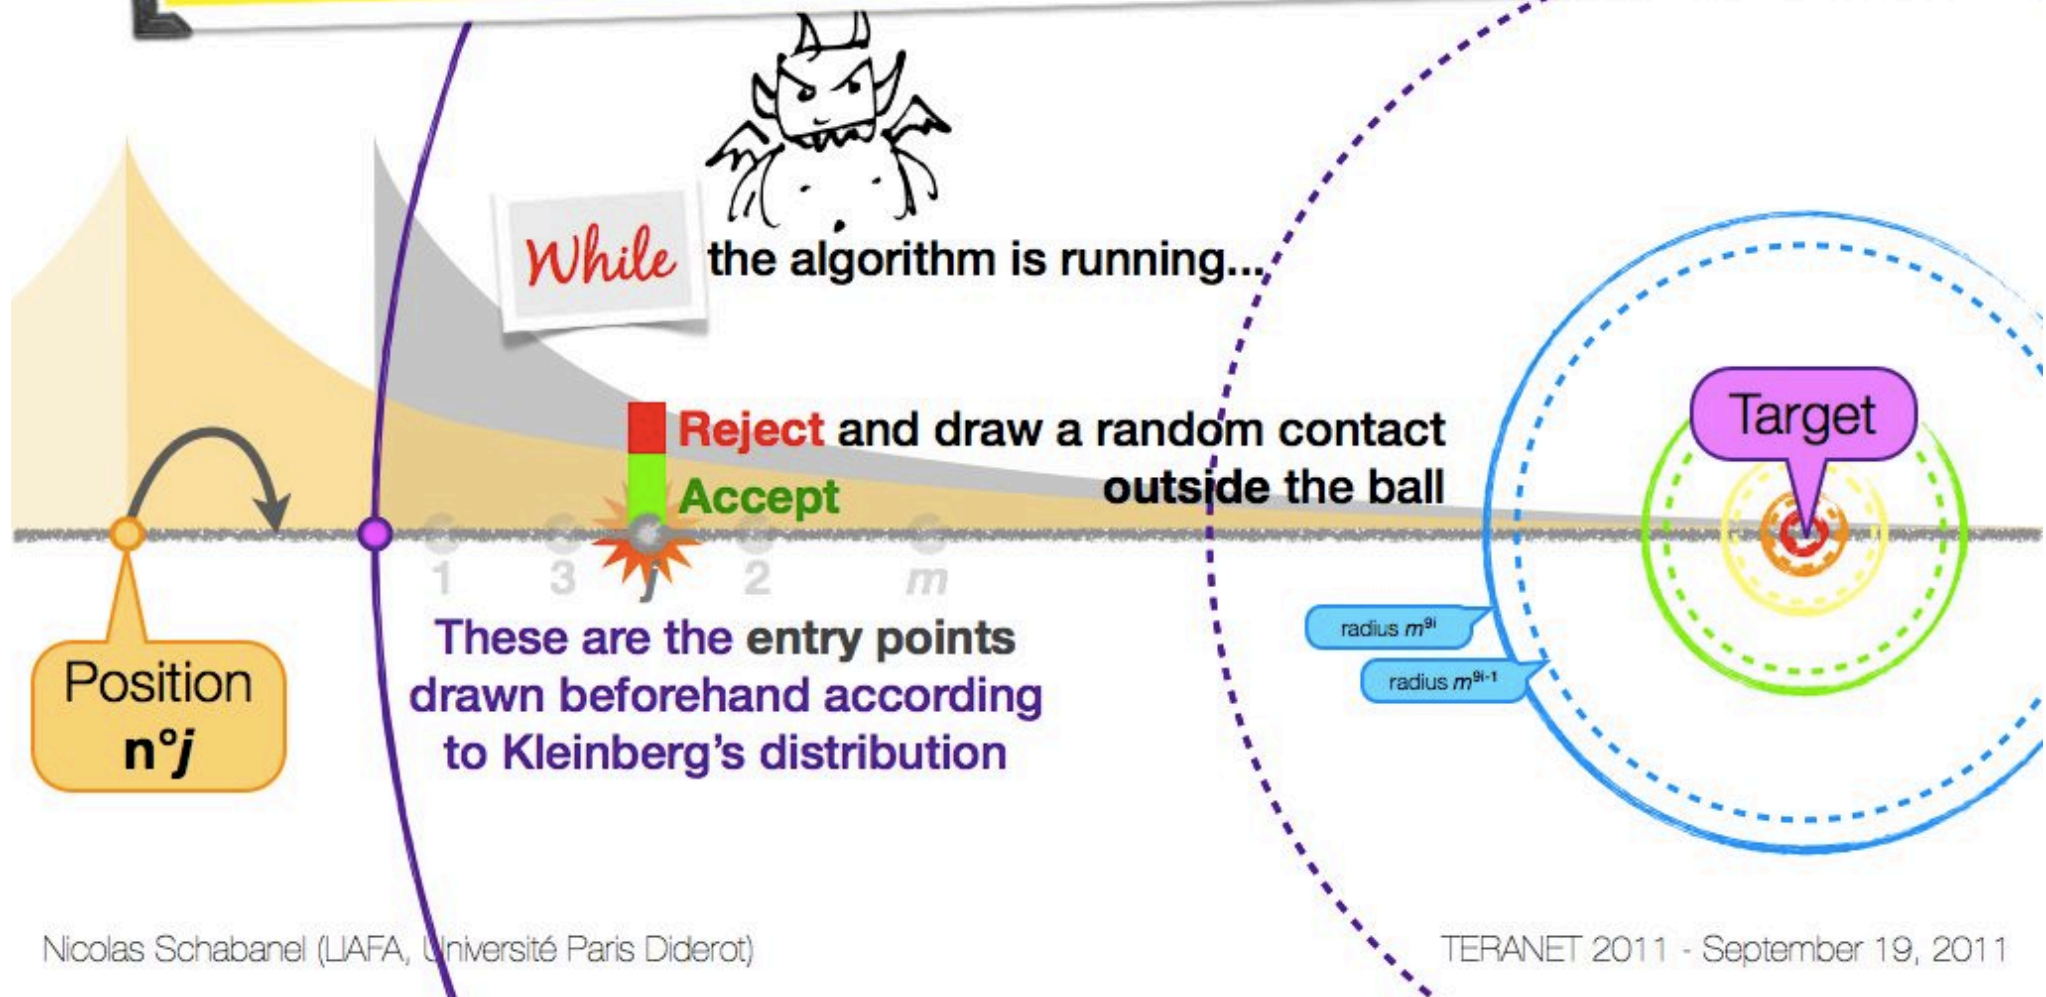 While the algorithm is running...
Reject and draw a random contact
outside the ball
Accept
Target
1 3 j 2 m
radius m⁹ⁱ
radius m⁹ⁱ⁻¹
These are the entry points
drawn beforehand according
to Kleinberg's distribution
Position
n°j
Nicolas Schabanel (LIAFA, Université Paris Diderot)
TERANET 2011 - September 19, 2011